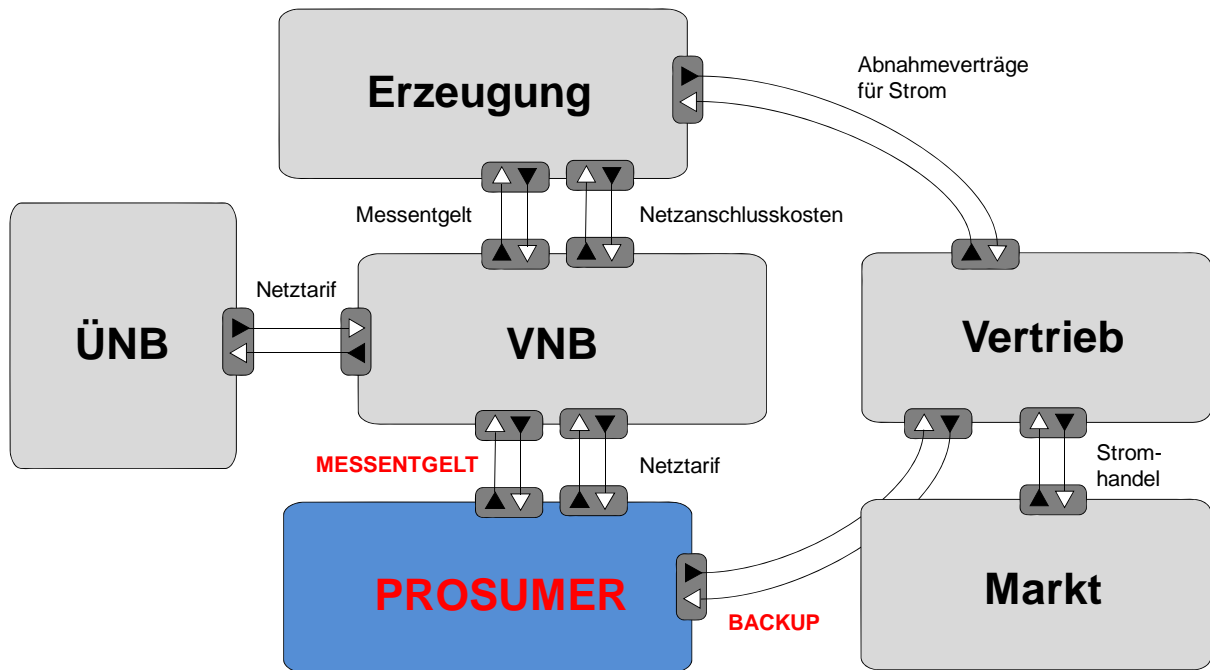 Erzeugung
Abnahmeverträge
für Strom
Messentgelt
Netzanschlusskosten
ÜNB
Netztarif
VNB
Vertrieb
MESSENTGELT
Netztarif
Strom-
handel
PROSUMER
BACKUP
Markt